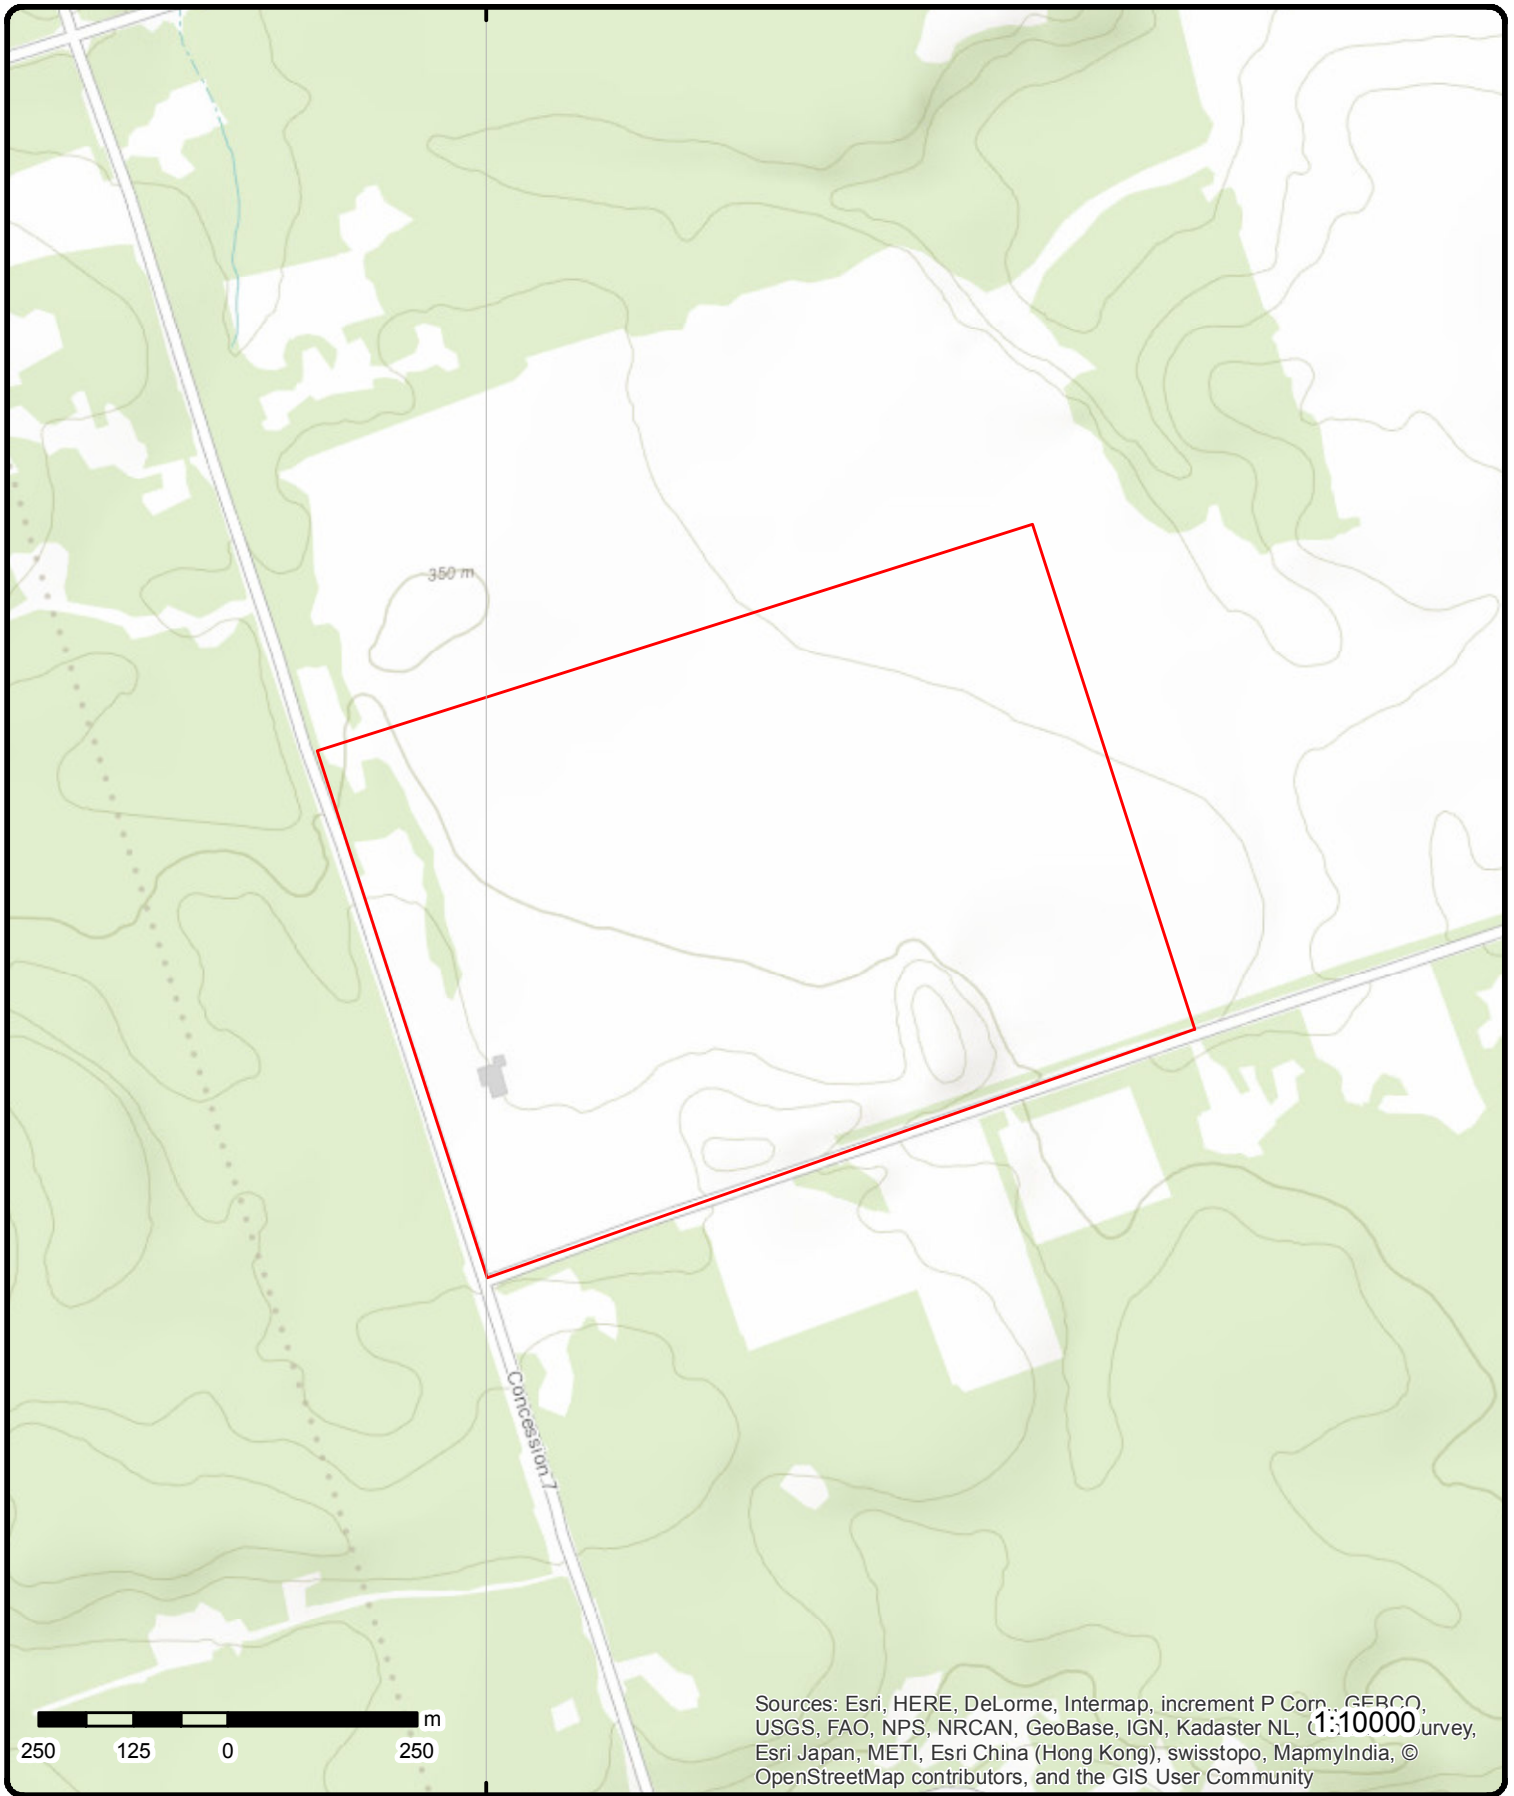 350 m
Concession 7
m
250 125 0 250
Sources: Esri, HERE, DeLorme, Intermap, increment P Corp., GEBCO,
USGS, FAO, NPS, NRCAN, GeoBase, IGN, Kadaster NL, urvey,
1:10000
Esri Japan, METI, Esri China (Hong Kong), swisstopo, MapmyIndia, ©
OpenStreetMap contributors, and the GIS User Community